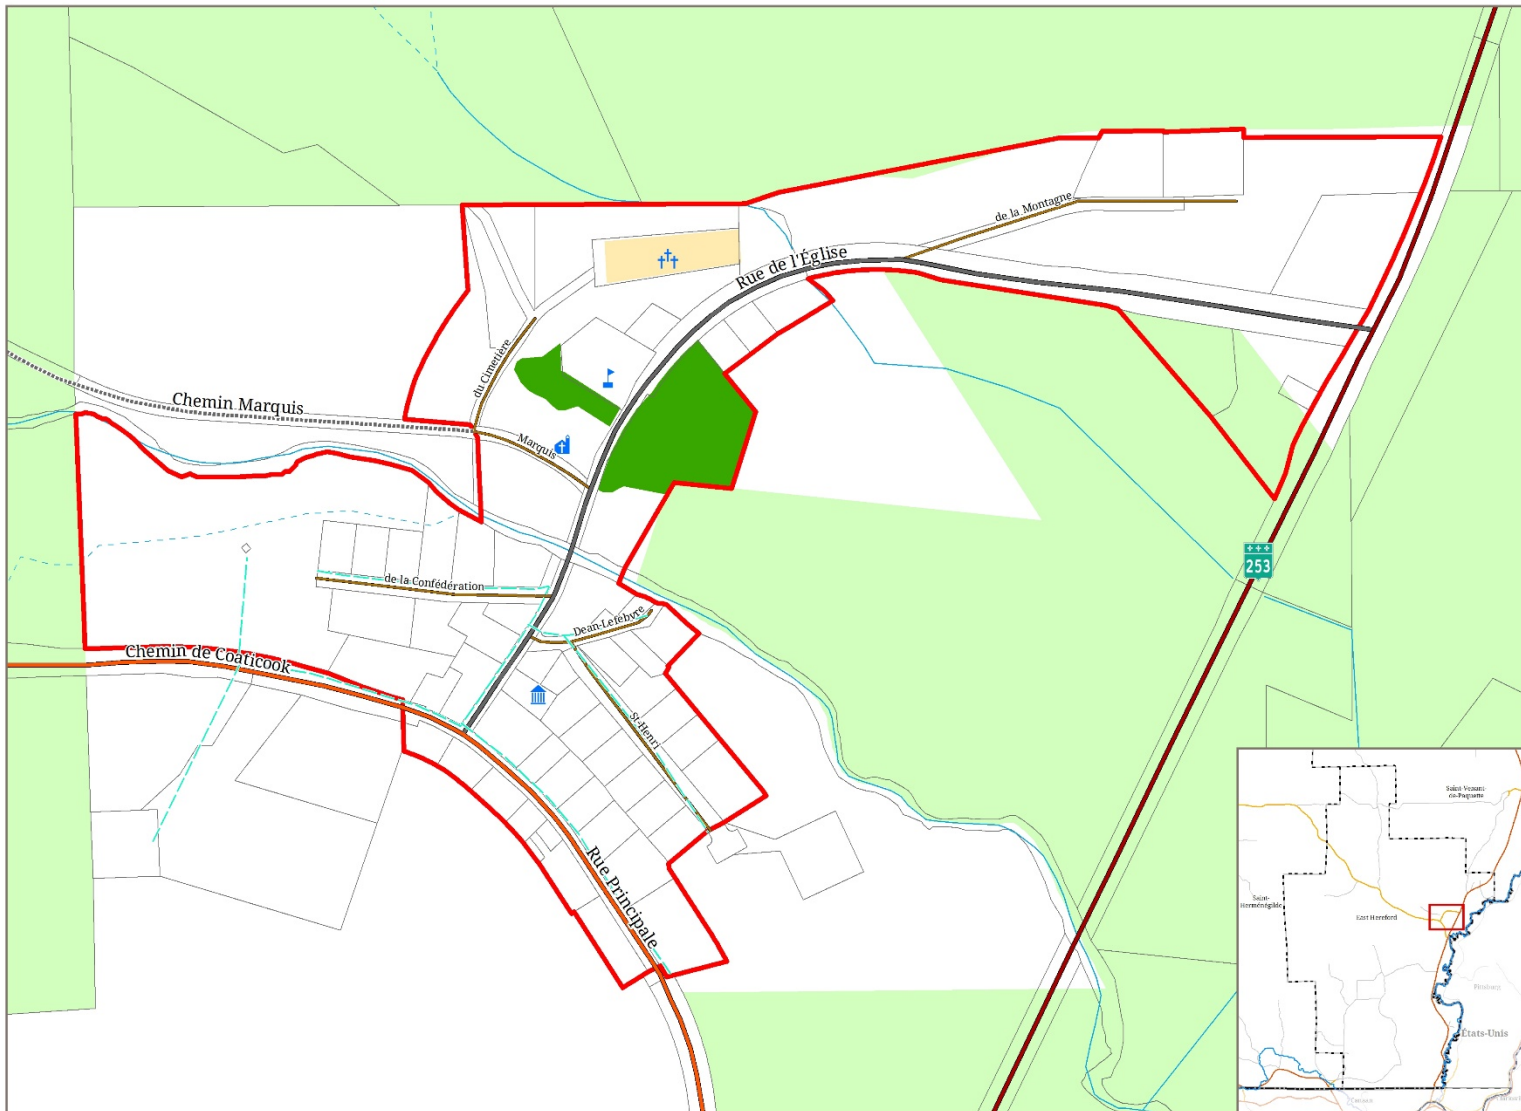 de la Montagne
Rue de l'Église
du Cimetière
Chemin Marquis
Marquis
253
de la Confédération
Dean-Lefebvre
Chemin de Coaticook
St-Henri
Rue Principale
Saint-Venant-
de-Paquette
Saint-
Herménégilde
East Hereford
États-Unis